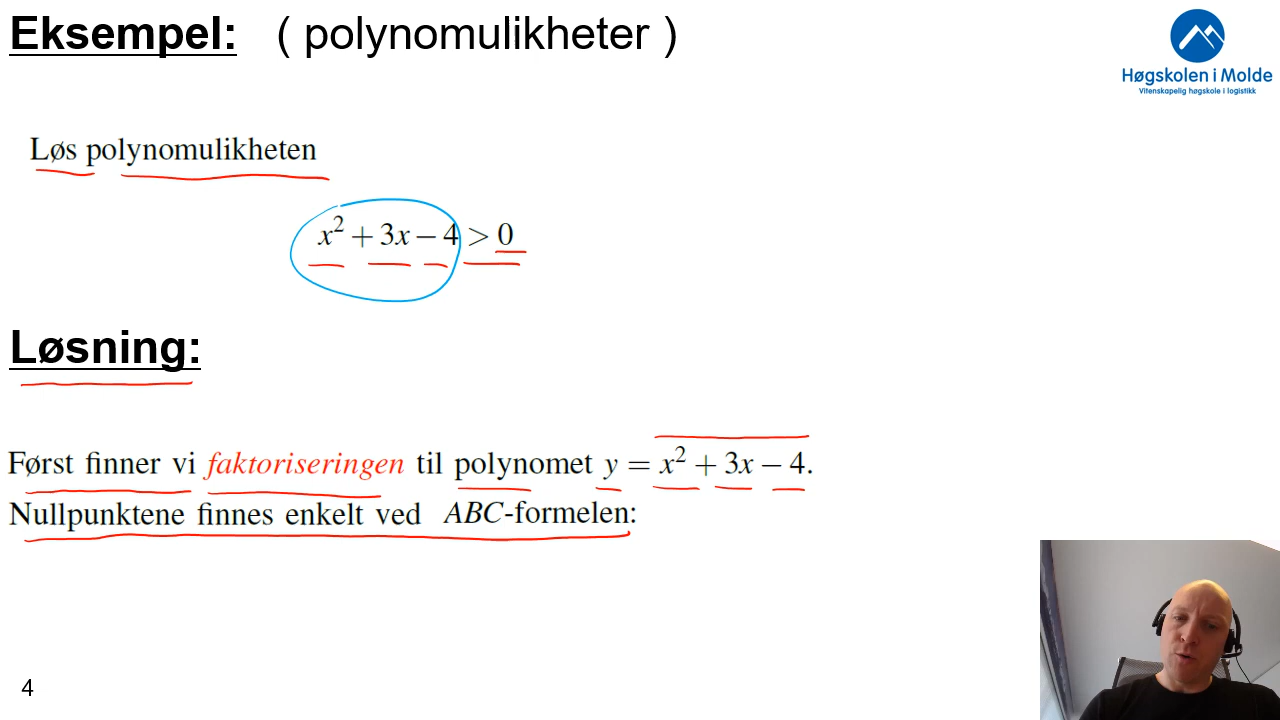 Eksempel: ( polynomulikheter )
Høgskolen i Molde
Vitenskapelig høgskole i logistikk
Løs polynomulikheten
x² + 3x − 4 > 0
Løsning:
Først finner vi faktoriseringen til polynomet y = x² + 3x − 4.
Nullpunktene finnes enkelt ved ABC-formelen:
4